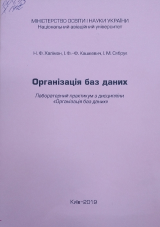 МІНІСТЕРСТВО ОСВІТИ І НАУКИ УКРАЇНИ
Національний авіаційний університет
Організація баз даних
Лабораторний практикум з дисципліни
«Організація баз даних»
Київ-2019